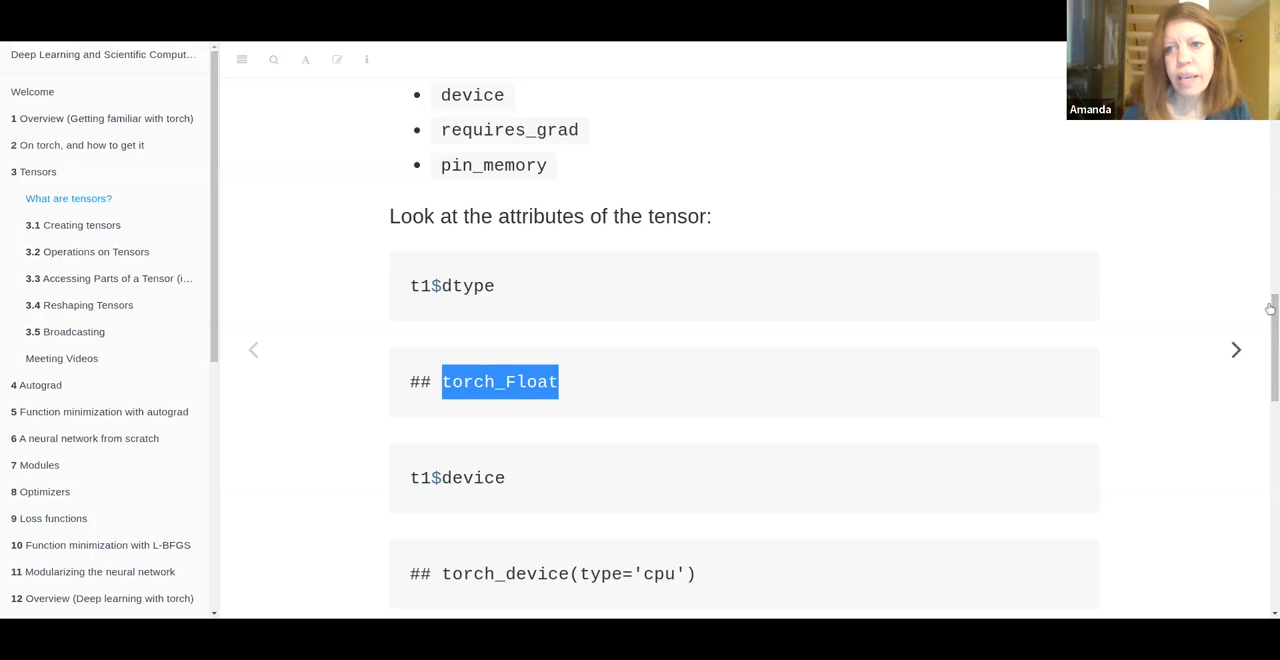 Deep Learning and Scientific Comput…
Welcome
1 Overview (Getting familiar with torch)
2 On torch, and how to get it
3 Tensors
What are tensors?
3.1 Creating tensors
3.2 Operations on Tensors
3.3 Accessing Parts of a Tensor (i…
3.4 Reshaping Tensors
3.5 Broadcasting
Meeting Videos
4 Autograd
5 Function minimization with autograd
6 A neural network from scratch
7 Modules
8 Optimizers
9 Loss functions
10 Function minimization with L-BFGS
11 Modularizing the neural network
12 Overview (Deep learning with torch)
A
i
• device
• requires_grad
• pin_memory
Look at the attributes of the tensor:
t1$dtype
## torch_Float
t1$device
## torch_device(type='cpu')
Amanda